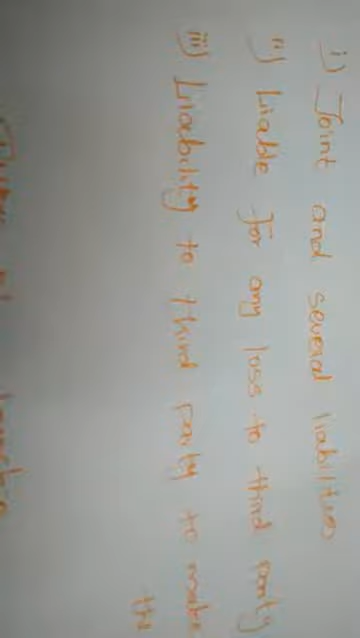 i) Joint and several liabilities
ii) Liable for any loss to third party
iii) Liability to third party to make
the